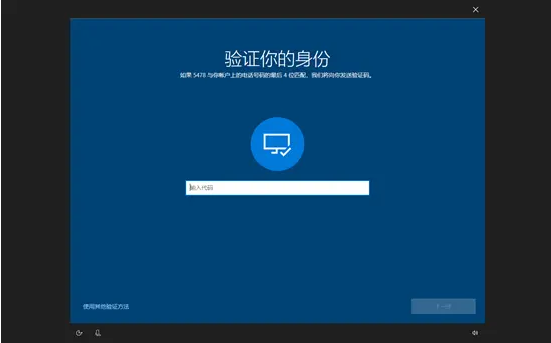 验证你的身份
如果 5478 与你帐户上的电话号码的最后 4 位匹配，我们将向你发送验证码。
输入代码
使用其他验证方法
下一步